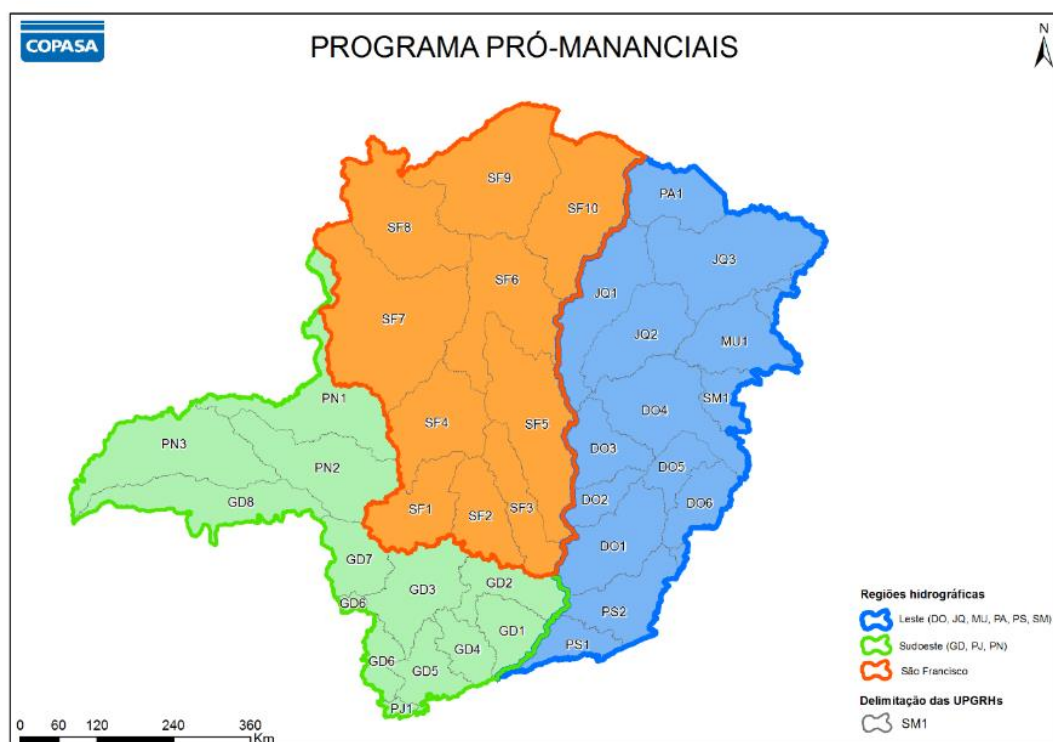 COPASA
PROGRAMA PRÓ-MANANCIAIS
N
SF9
PA1
SF10
SF8
JQ3
SF6
JQ1
SF7
JQ2
MU1
PN1
SM1
DO4
SF4
SF5
PN3
DO3
PN2
DO5
GD8
DO2
DO6
SF1
SF2
SF3
DO1
GD7
GD3
GD2
GD6
PS2
GD1
PS1
GD4
GD6
GD5
PJ1
Regiões hidrográficas
Leste (DO, JQ, MU, PA, PS, SM)
Sudoeste (GD, PJ, PN)
São Francisco
Delimitação das UPGRHs
SM1
0 60 120 240 360
Km